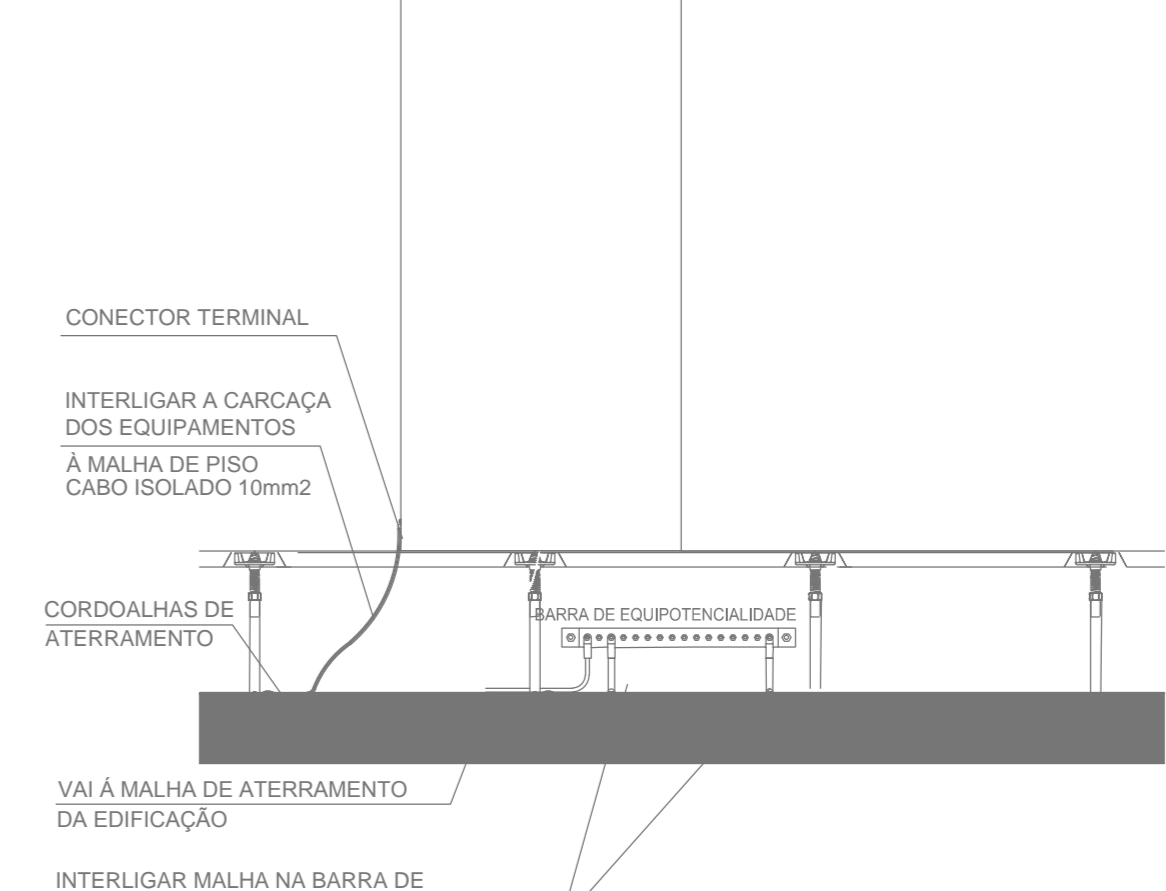 CONECTOR TERMINAL
INTERLIGAR A CARCAÇA
DOS EQUIPAMENTOS
À MALHA DE PISO
CABO ISOLADO 10mm2
CORDOALHAS DE
ATERRAMENTO
BARRA DE EQUIPOTENCIALIDADE
VAI Á MALHA DE ATERRAMENTO
DA EDIFICAÇÃO
INTERLIGAR MALHA NA BARRA DE